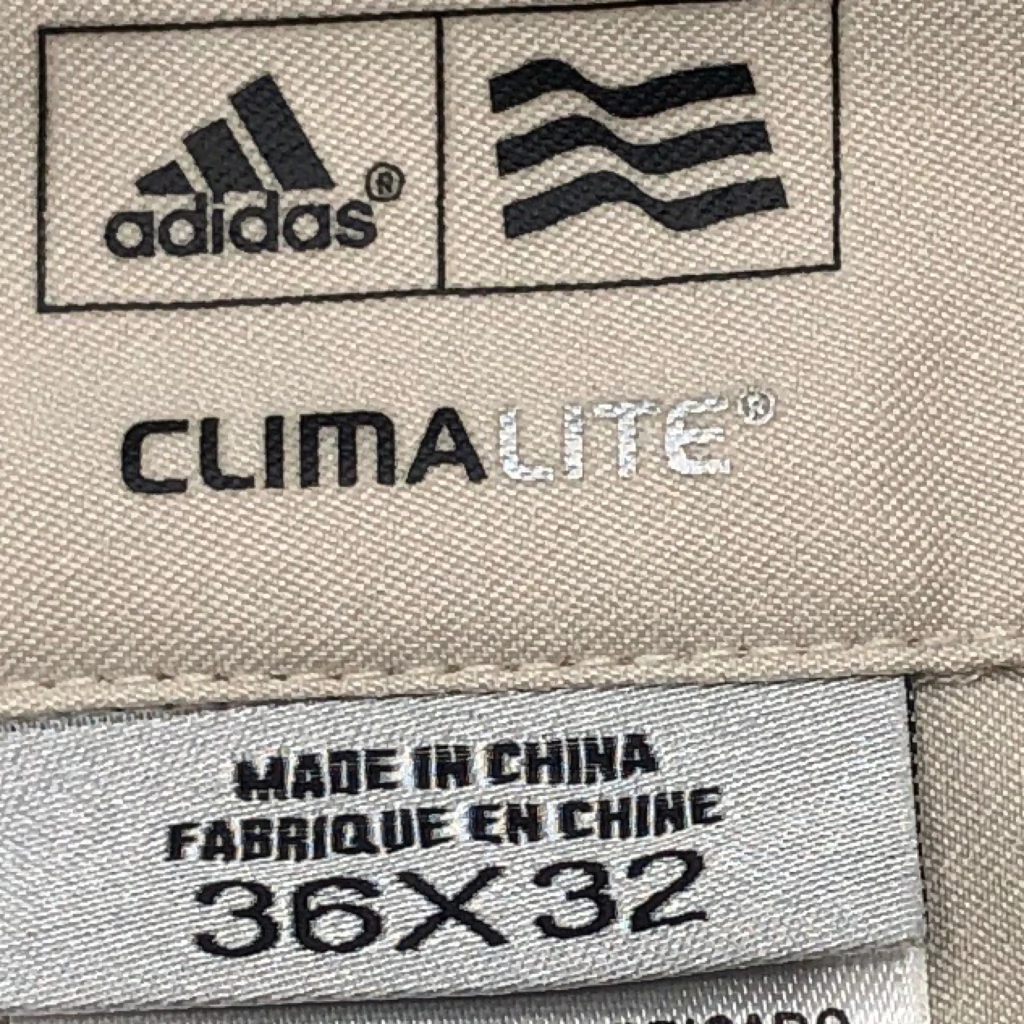 adidas®
CLIMALITE®
MADE IN CHINA
FABRIQUE EN CHINE
36X32